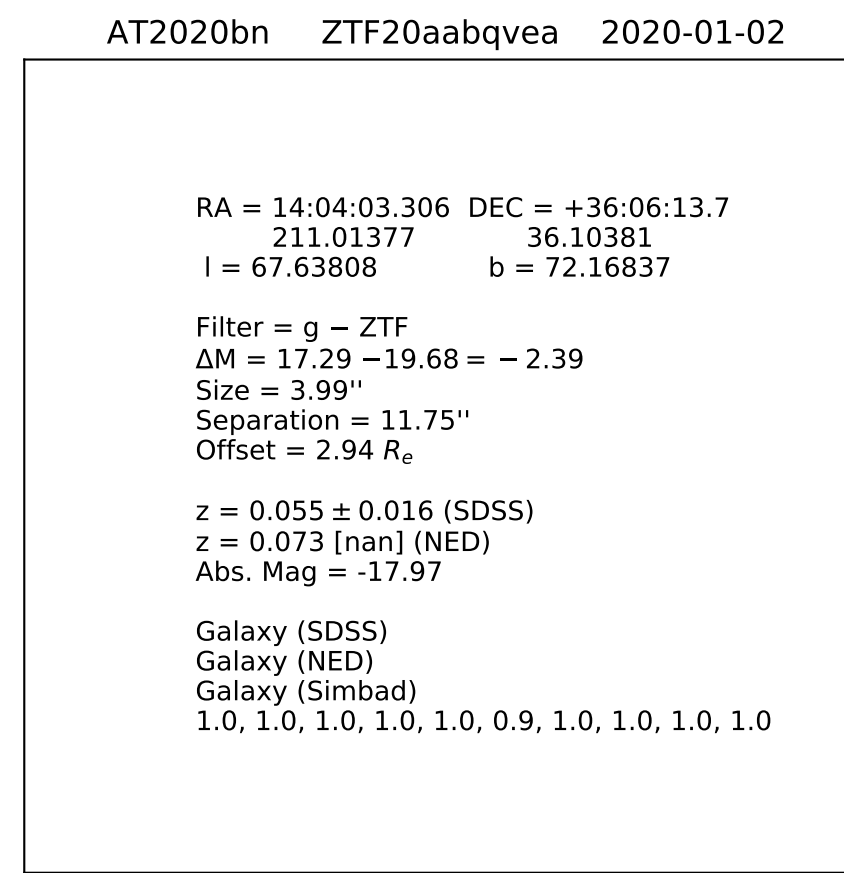 AT2020bn ZTF20aabqvea 2020-01-02
RA = 14:04:03.306 DEC = +36:06:13.7
211.01377 36.10381
l = 67.63808 b = 72.16837
Filter = g − ZTF
ΔM = 17.29 −19.68 = − 2.39
Size = 3.99''
Separation = 11.75''
Offset = 2.94 Re
z = 0.055 ± 0.016 (SDSS)
z = 0.073 [nan] (NED)
Abs. Mag = -17.97
Galaxy (SDSS)
Galaxy (NED)
Galaxy (Simbad)
1.0, 1.0, 1.0, 1.0, 1.0, 0.9, 1.0, 1.0, 1.0, 1.0